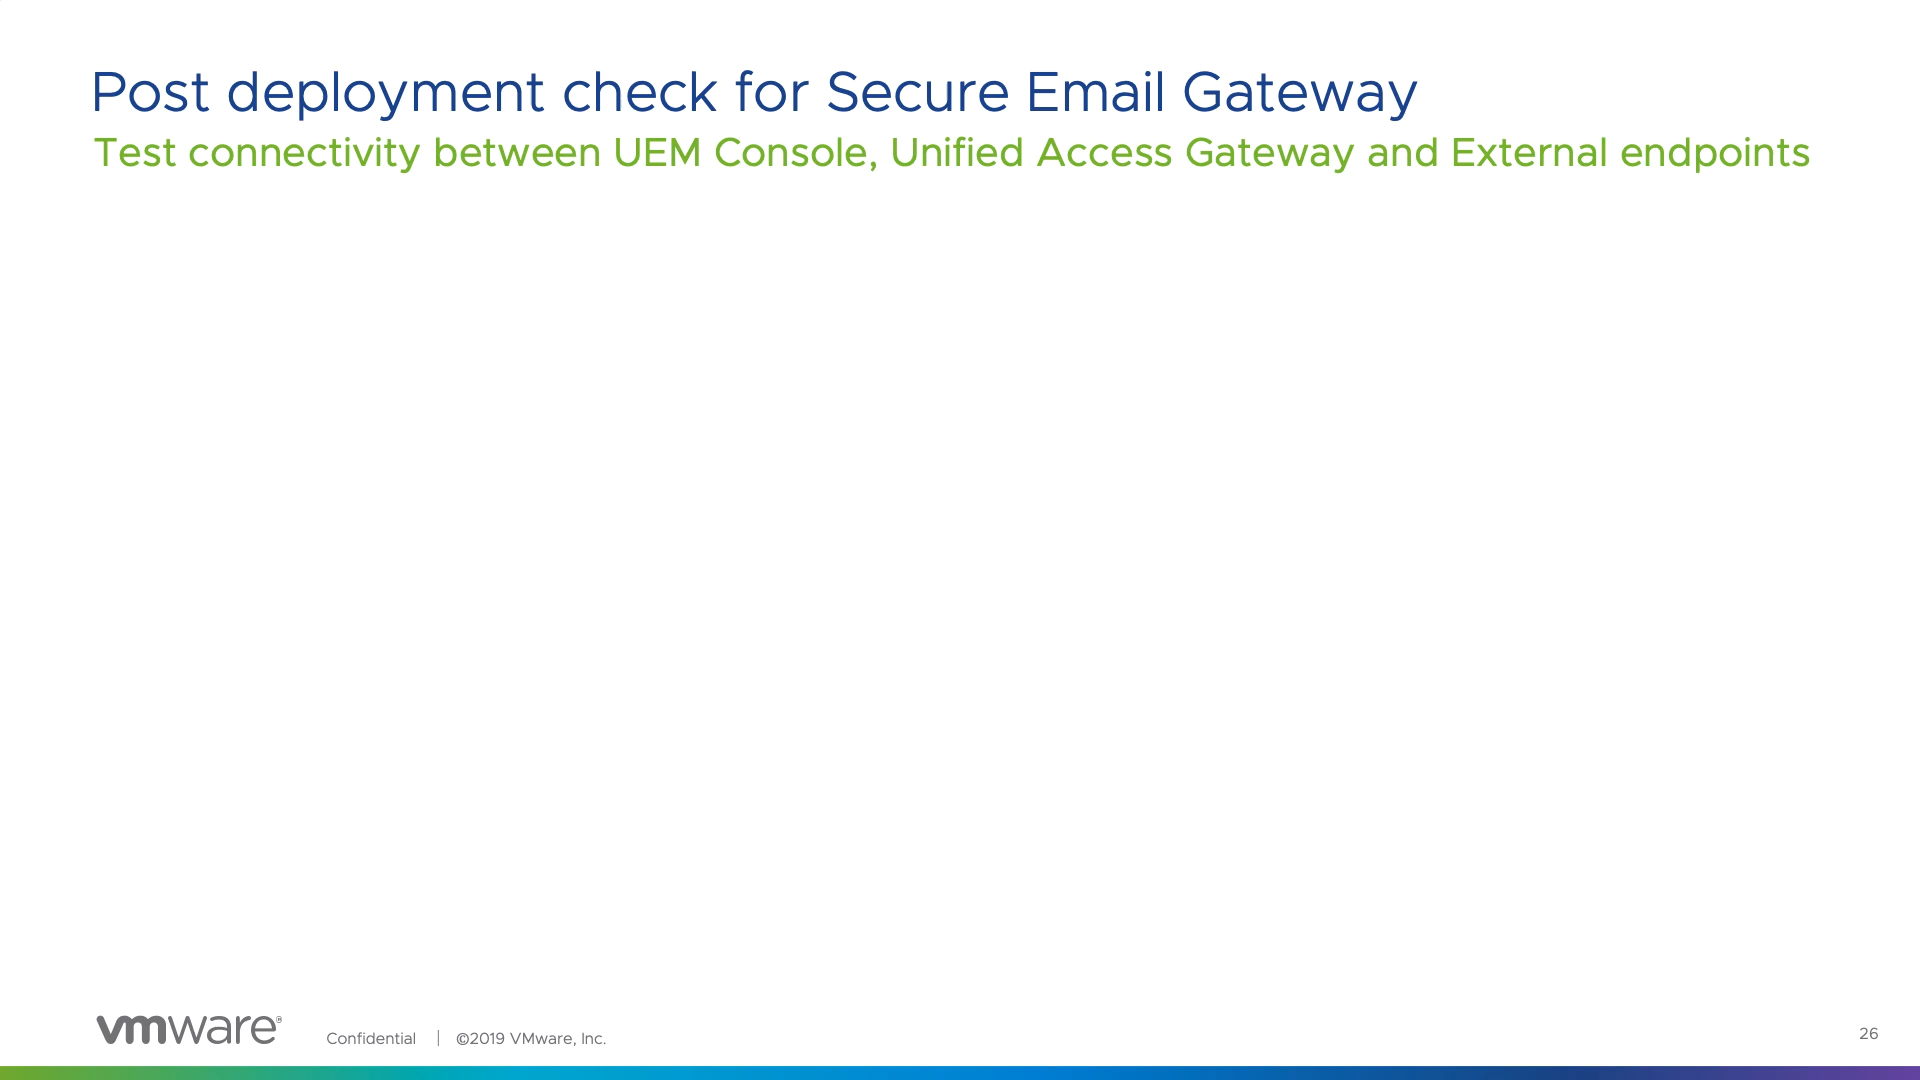 Post deployment check for Secure Email Gateway
Test connectivity between UEM Console, Unified Access Gateway and External endpoints
vmware®
Confidential | ©2019 VMware, Inc.
26